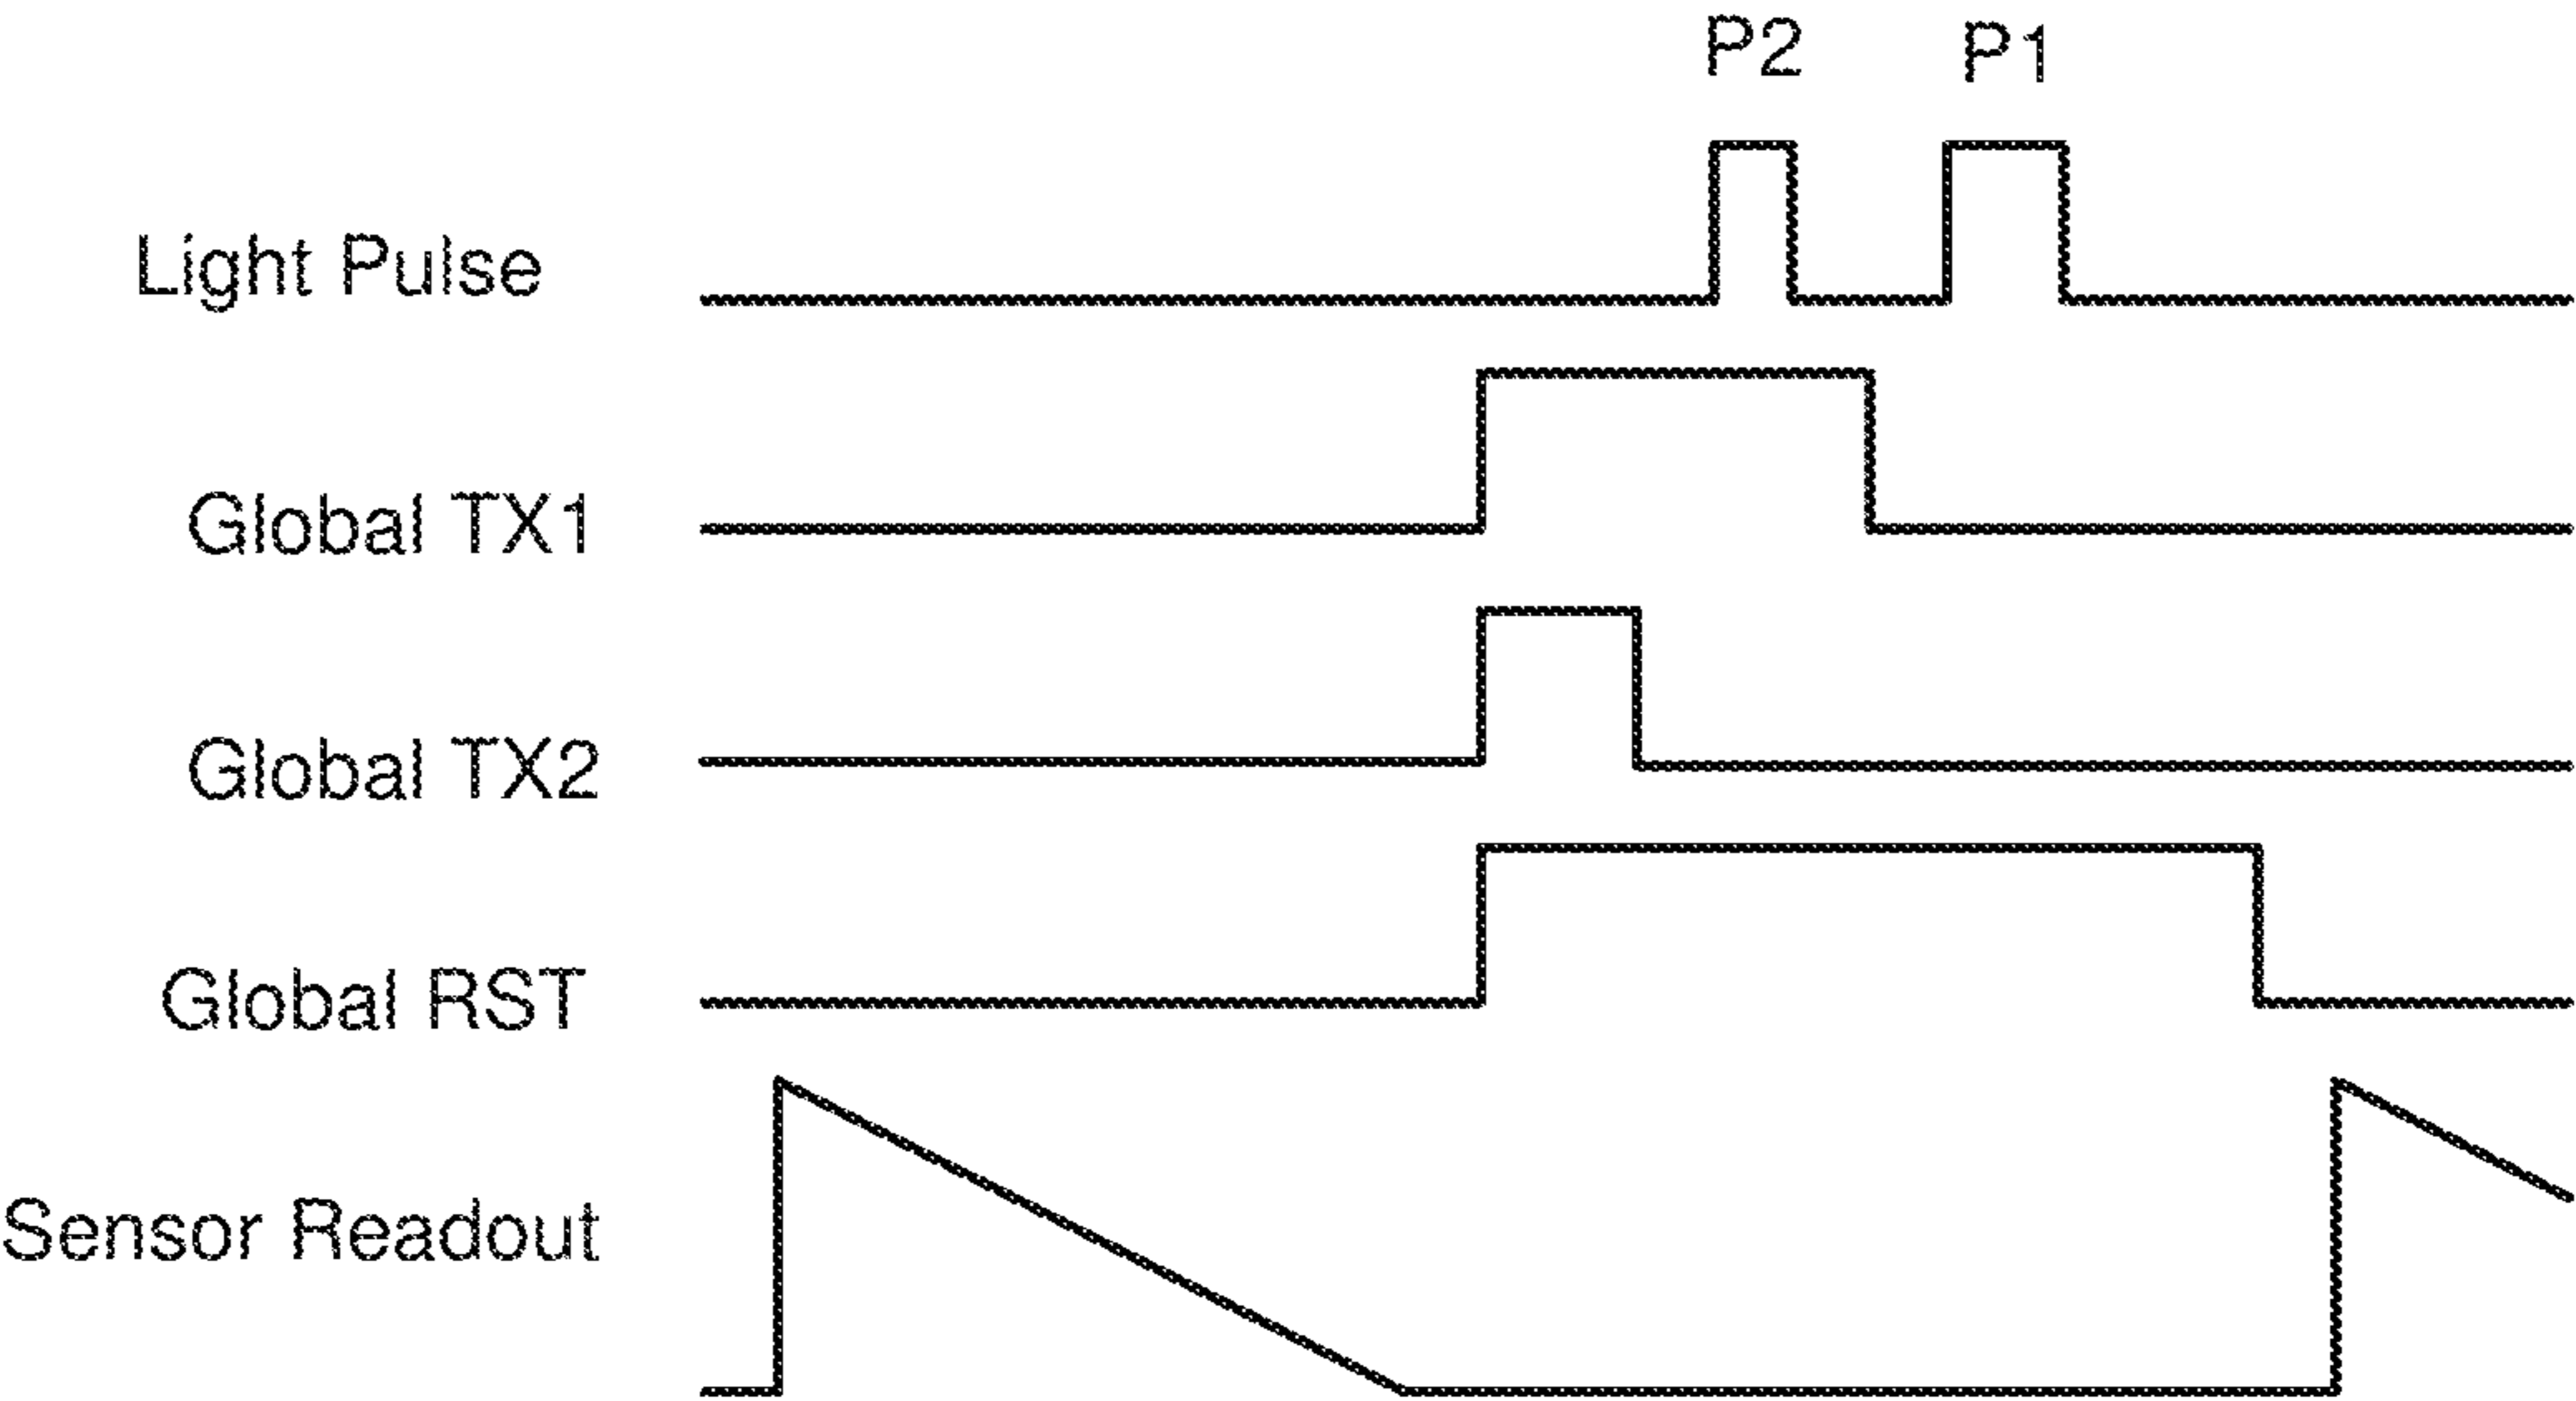 P2 P1
Light Pulse
Global TX1
Global TX2
Global RST
Sensor Readout